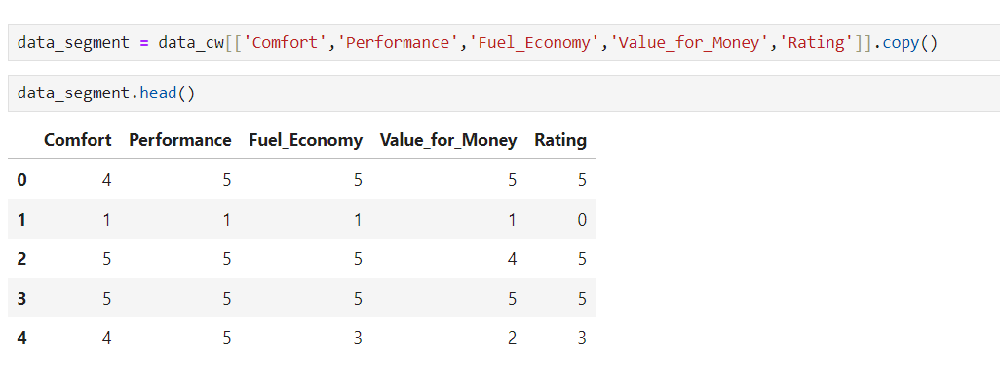 data_segment = data_cw[['Comfort','Performance','Fuel_Economy','Value_for_Money','Rating']].copy()
data_segment.head()
Comfort Performance Fuel_Economy Value_for_Money Rating
0 4 5 5 5 5
1 1 1 1 1 0
2 5 5 5 4 5
3 5 5 5 5 5
4 4 5 3 2 3